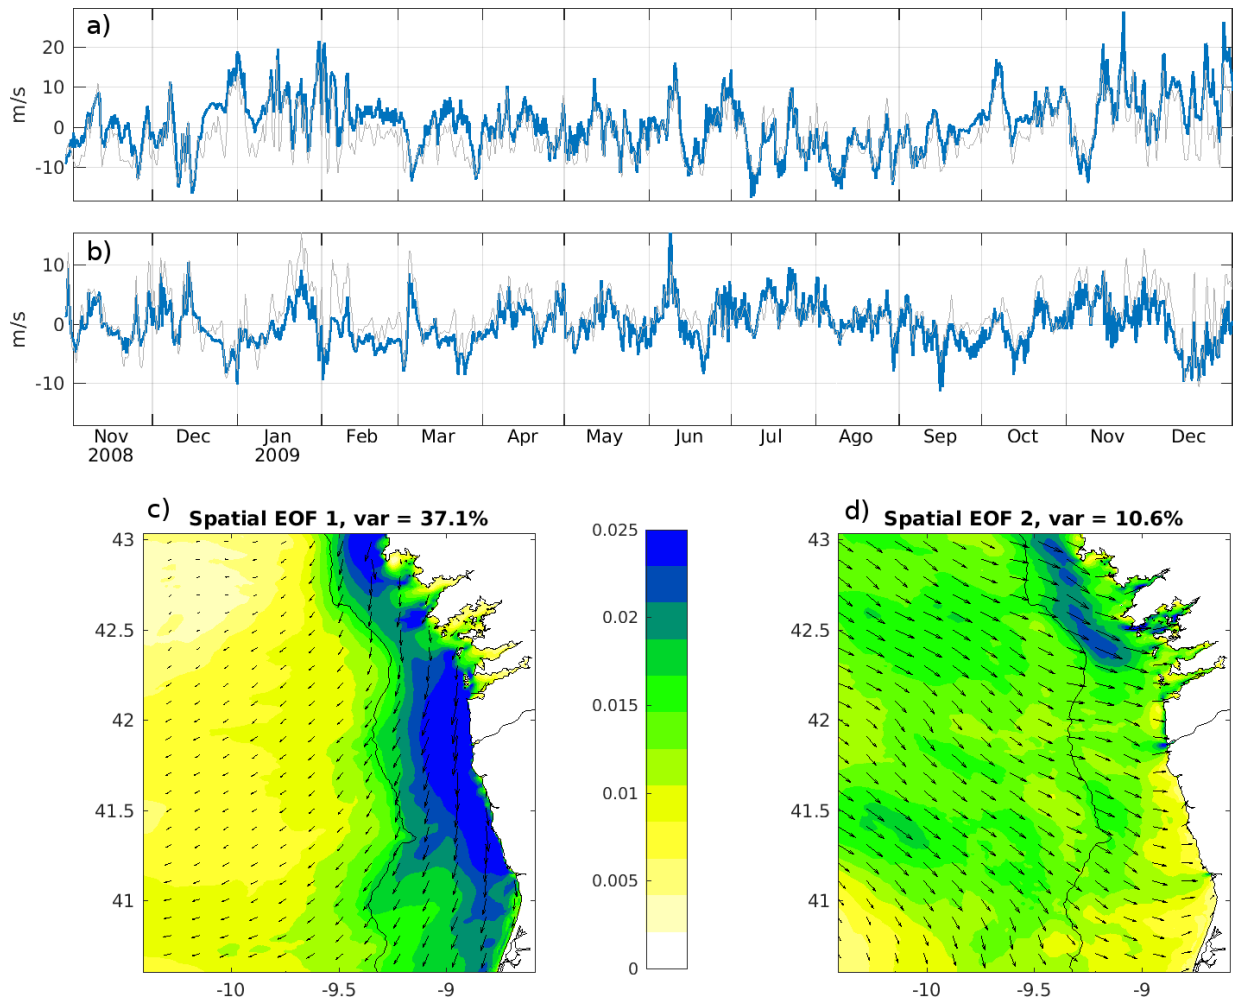 a)
20
10
0
-10
m/s
b)
10
0
-10
m/s
Nov Dec Jan Feb Mar Apr May Jun Jul Ago Sep Oct Nov Dec
2008 2009
c)
Spatial EOF 1, var = 37.1%
43
42.5
42
41.5
41
-10 -9.5 -9
0.025
0.02
0.015
0.01
0.005
0
d)
Spatial EOF 2, var = 10.6%
43
42.5
42
41.5
41
-10 -9.5 -9